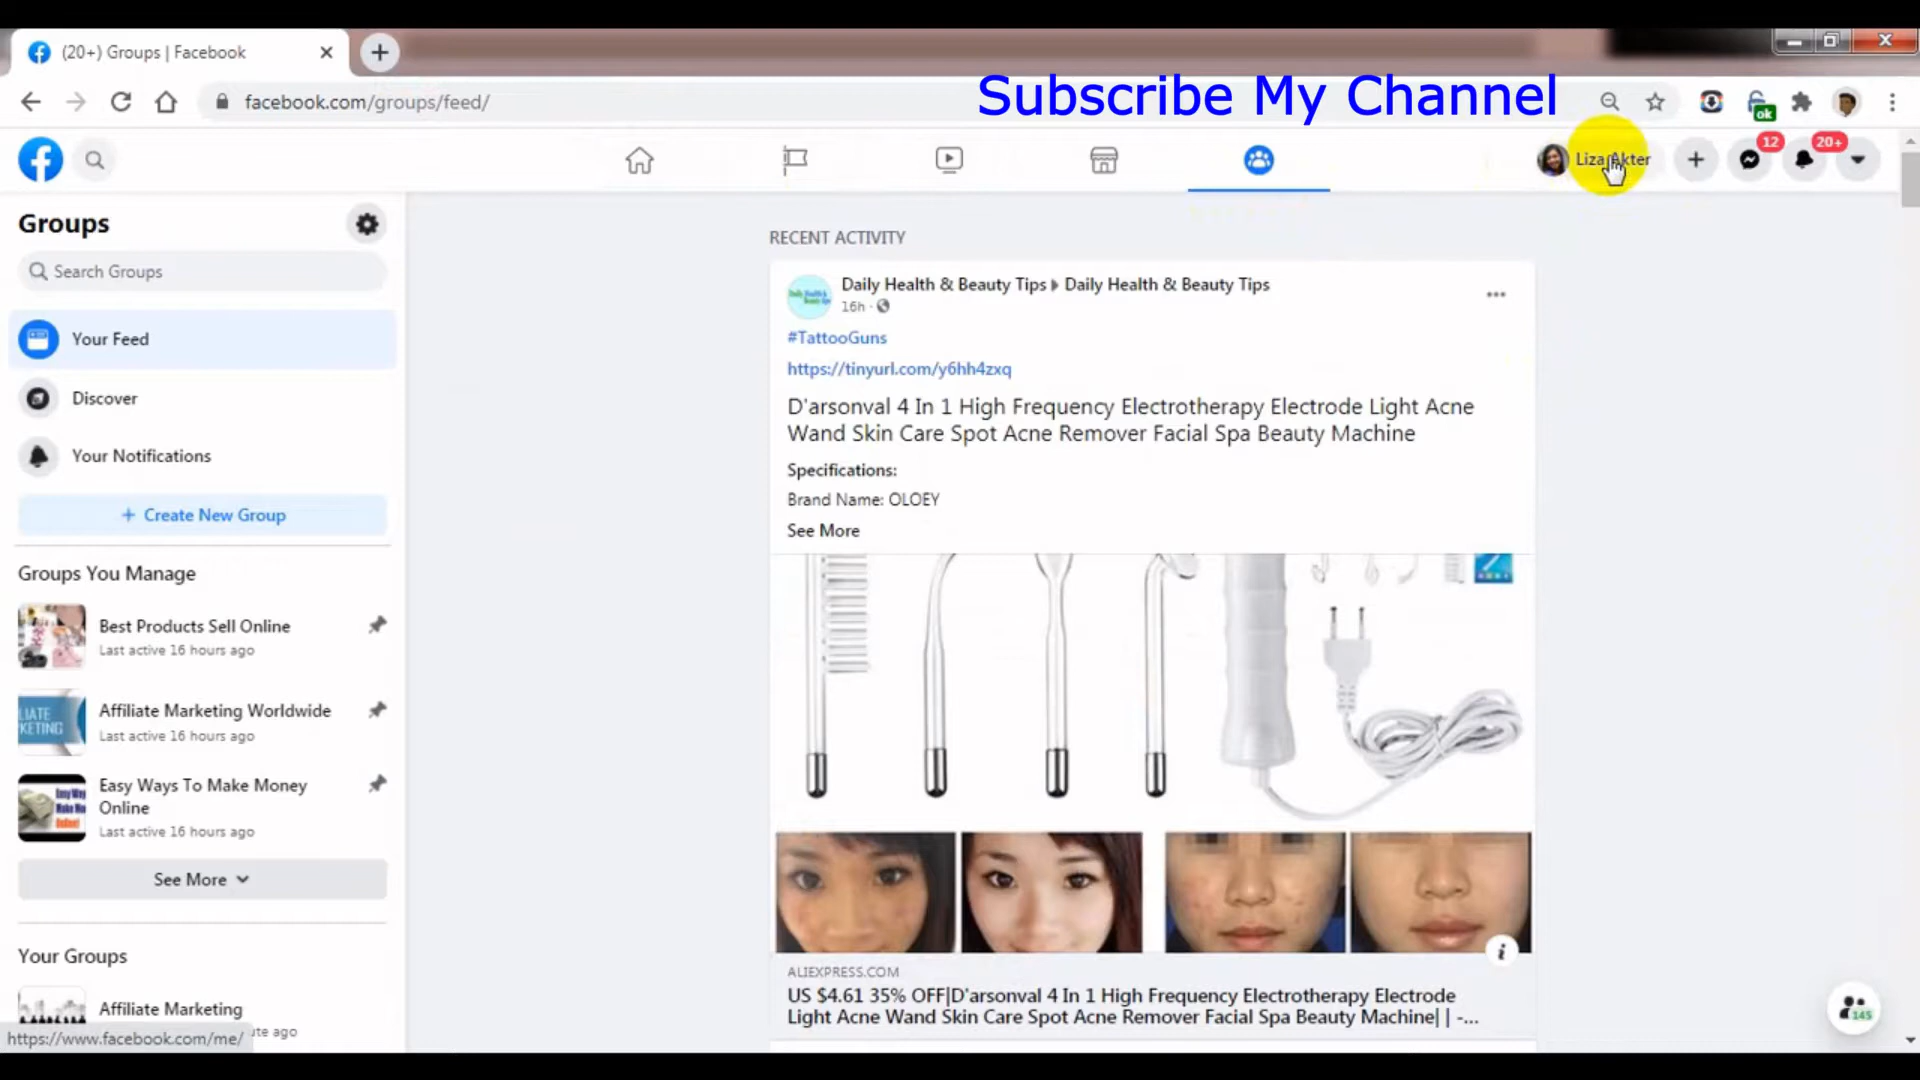 (20+) Groups | Facebook
facebook.com/groups/feed/
Subscribe My Channel
ok
Liza Akter
12
20+
Groups
Search Groups
Your Feed
Discover
Your Notifications
+ Create New Group
Groups You Manage
Best Products Sell Online
Last active 16 hours ago
Affiliate Marketing Worldwide
Last active 16 hours ago
Easy Ways To Make Money
Online
Last active 16 hours ago
See More
Your Groups
Affiliate Marketing
ute ago
https://www.facebook.com/me/
RECENT ACTIVITY
Daily Health & Beauty Tips ▸ Daily Health & Beauty Tips
16h ·
#TattooGuns
https://tinyurl.com/y6hh4zxq
D'arsonval 4 In 1 High Frequency Electrotherapy Electrode Light Acne
Wand Skin Care Spot Acne Remover Facial Spa Beauty Machine
Specifications:
Brand Name: OLOEY
See More
ALIEXPRESS.COM
US $4.61 35% OFF|D'arsonval 4 In 1 High Frequency Electrotherapy Electrode
Light Acne Wand Skin Care Spot Acne Remover Facial Spa Beauty Machine| | -...
145